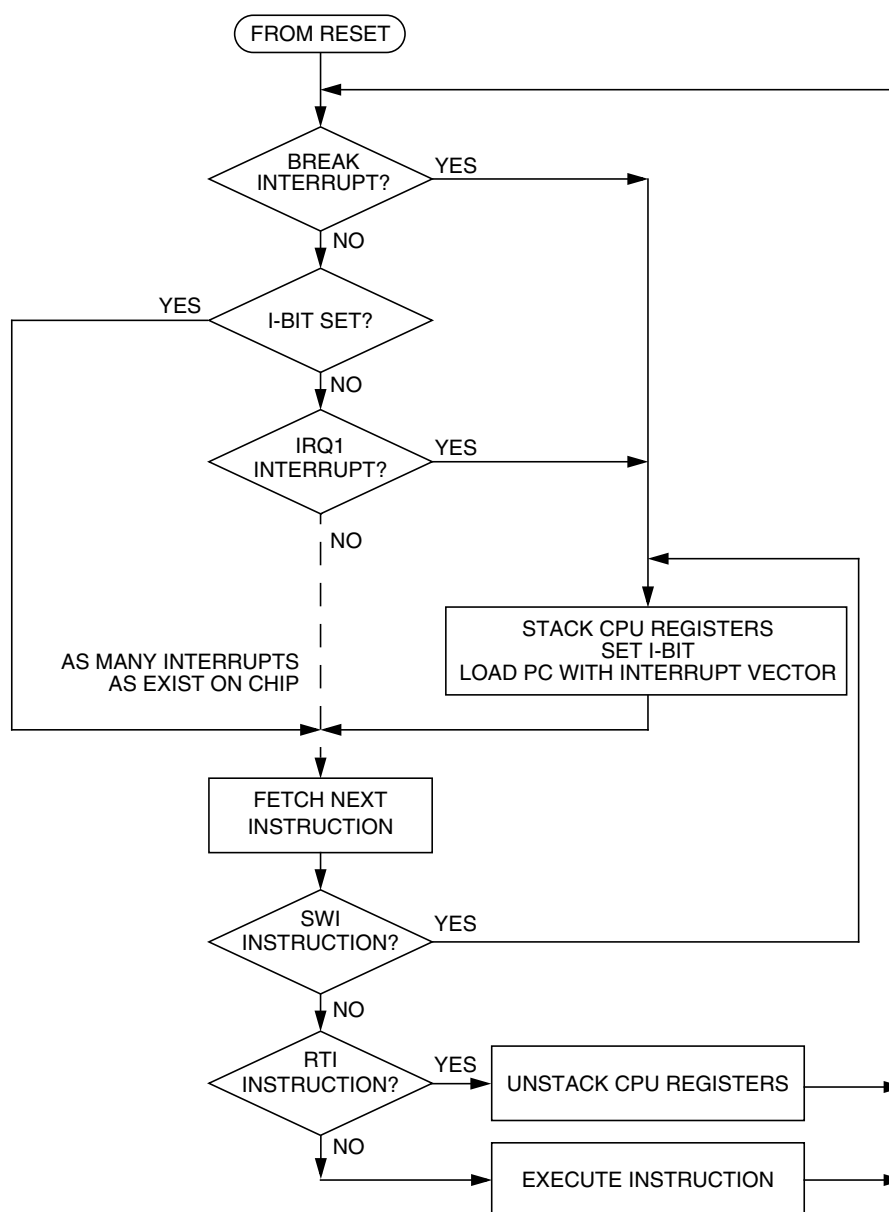 FROM RESET
BREAK
INTERRUPT?
YES
NO
YES
I-BIT SET?
NO
IRQ1
INTERRUPT?
YES
NO
STACK CPU REGISTERS
SET I-BIT
LOAD PC WITH INTERRUPT VECTOR
AS MANY INTERRUPTS
AS EXIST ON CHIP
FETCH NEXT
INSTRUCTION
SWI
INSTRUCTION?
YES
NO
RTI
INSTRUCTION?
YES
UNSTACK CPU REGISTERS
NO
EXECUTE INSTRUCTION